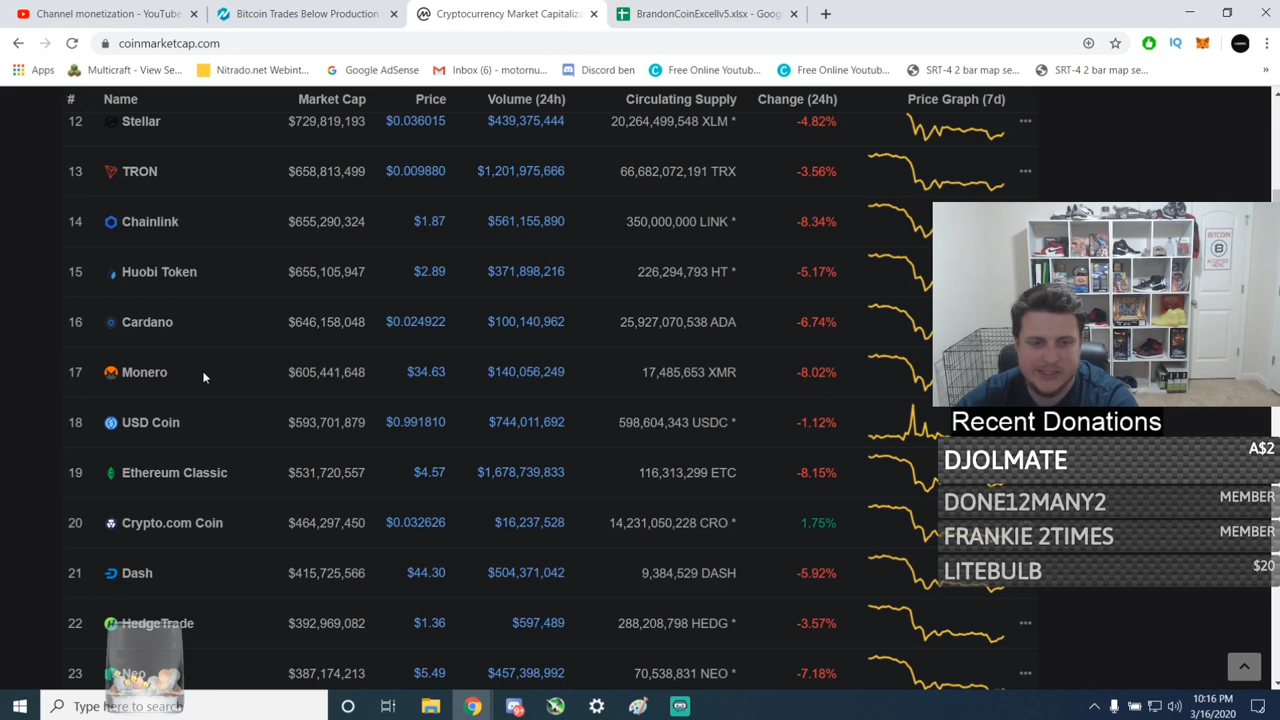 Channel monetization - YouTube
Bitcoin Trades Below Production
Cryptocurrency Market Capitaliza
BrandonCoinExcellv5.xlsx - Goog
coinmarketcap.com
IQ
Apps
Multicraft - View Se...
Nitrado.net Webint...
Google AdSense
Inbox (6) - motornu...
Discord ben
Free Online Youtub...
Free Online Youtub...
SRT-4 2 bar map se...
SRT-4 2 bar map se...
»
# Name Market Cap Price Volume (24h) Circulating Supply Change (24h) Price Graph (7d)
12 Stellar $729,819,193 $0.036015 $439,375,444 20,264,499,548 XLM * -4.82%
13 TRON $658,813,499 $0.009880 $1,201,975,666 66,682,072,191 TRX -3.56%
14 Chainlink $655,290,324 $1.87 $561,155,890 350,000,000 LINK * -8.34%
15 Huobi Token $655,105,947 $2.89 $371,898,216 226,294,793 HT * -5.17%
16 Cardano $646,158,048 $0.024922 $100,140,962 25,927,070,538 ADA -6.74%
17 Monero $605,441,648 $34.63 $140,056,249 17,485,653 XMR -8.02%
18 USD Coin $593,701,879 $0.991810 $744,011,692 598,604,343 USDC * -1.12%
19 Ethereum Classic $531,720,557 $4.57 $1,678,739,833 116,313,299 ETC -8.15%
20 Crypto.com Coin $464,297,450 $0.032626 $16,237,528 14,231,050,228 CRO * 1.75%
21 Dash $415,725,566 $44.30 $504,371,042 9,384,529 DASH -5.92%
22 HedgeTrade $392,969,082 $1.36 $597,489 288,208,798 HEDG * -3.57%
23 Neo $387,174,213 $5.49 $457,398,992 70,538,831 NEO * -7.18%
BITCOIN
B
ACCEPTED HERE
Recent Donations
DJOLMATE A$2
DONE12MANY2 MEMBER
FRANKIE 2TIMES MEMBER
LITEBULB $20
Type here to search
10:16 PM
3/16/2020